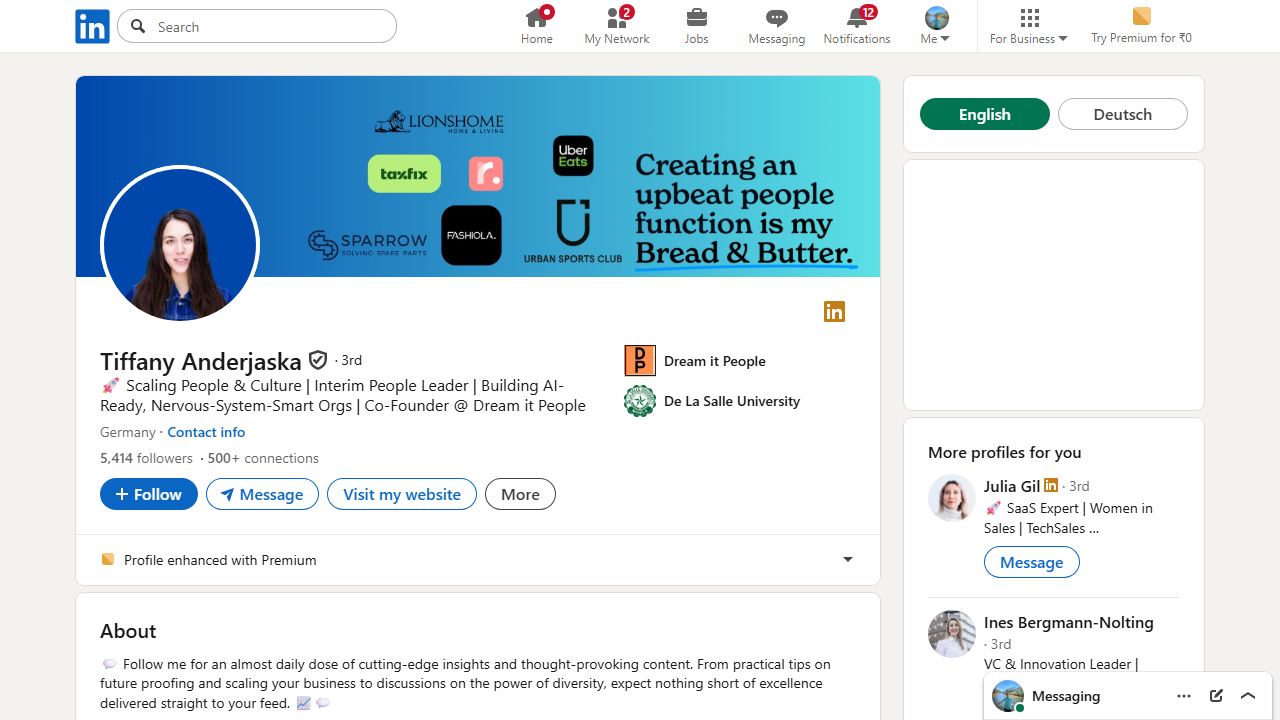 in
Search
Home
2
My Network
Jobs
Messaging
12
Notifications
Me
For Business
Try Premium for ₹0
LIONSHOME
HOME & LIVING
taxfix
r.
Uber
Eats
SPARROW
SOLVING SPARE PARTS
FASHIOLA.
URBAN SPORTS CLUB
Creating an
upbeat people
function is my
Bread & Butter.
in
Tiffany Anderjaska · 3rd
🚀 Scaling People & Culture | Interim People Leader | Building AI-
Ready, Nervous-System-Smart Orgs | Co-Founder @ Dream it People
Germany · Contact info
5,414 followers · 500+ connections
Follow
Message
Visit my website
More
DP
Dream it People
De La Salle University
Profile enhanced with Premium
About
💬 Follow me for an almost daily dose of cutting-edge insights and thought-provoking content. From practical tips on
future proofing and scaling your business to discussions on the power of diversity, expect nothing short of excellence
delivered straight to your feed. 📈 💬
English
Deutsch
More profiles for you
Julia Gil in · 3rd
🚀 SaaS Expert | Women in
Sales | TechSales ...
Message
Ines Bergmann-Nolting
· 3rd
VC & Innovation Leader |
Messaging